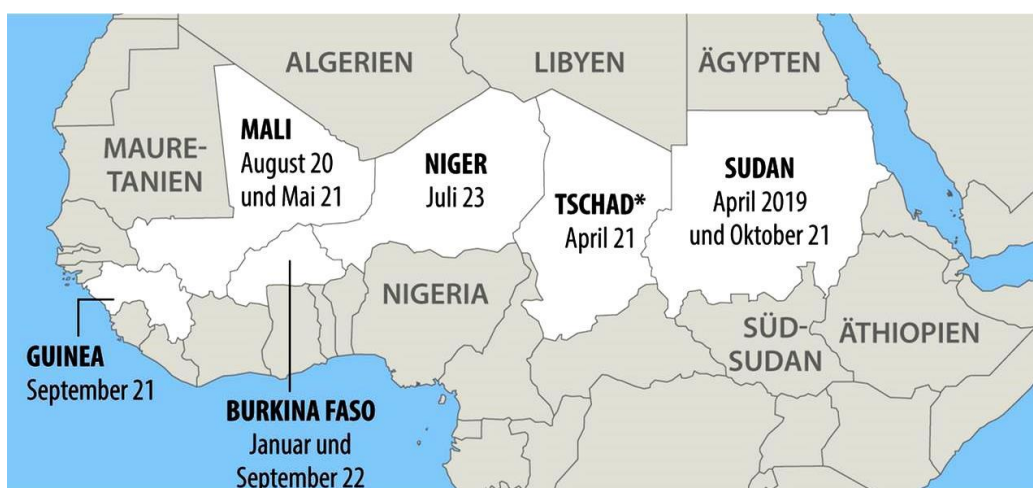 ALGERIEN
LIBYEN
ÄGYPTEN
MAURE-
TANIEN
MALI
August 20
und Mai 21
NIGER
Juli 23
TSCHAD*
April 21
SUDAN
April 2019
und Oktober 21
NIGERIA
SÜD-
SUDAN
ÄTHIOPIEN
GUINEA
September 21
BURKINA FASO
Januar und
September 22